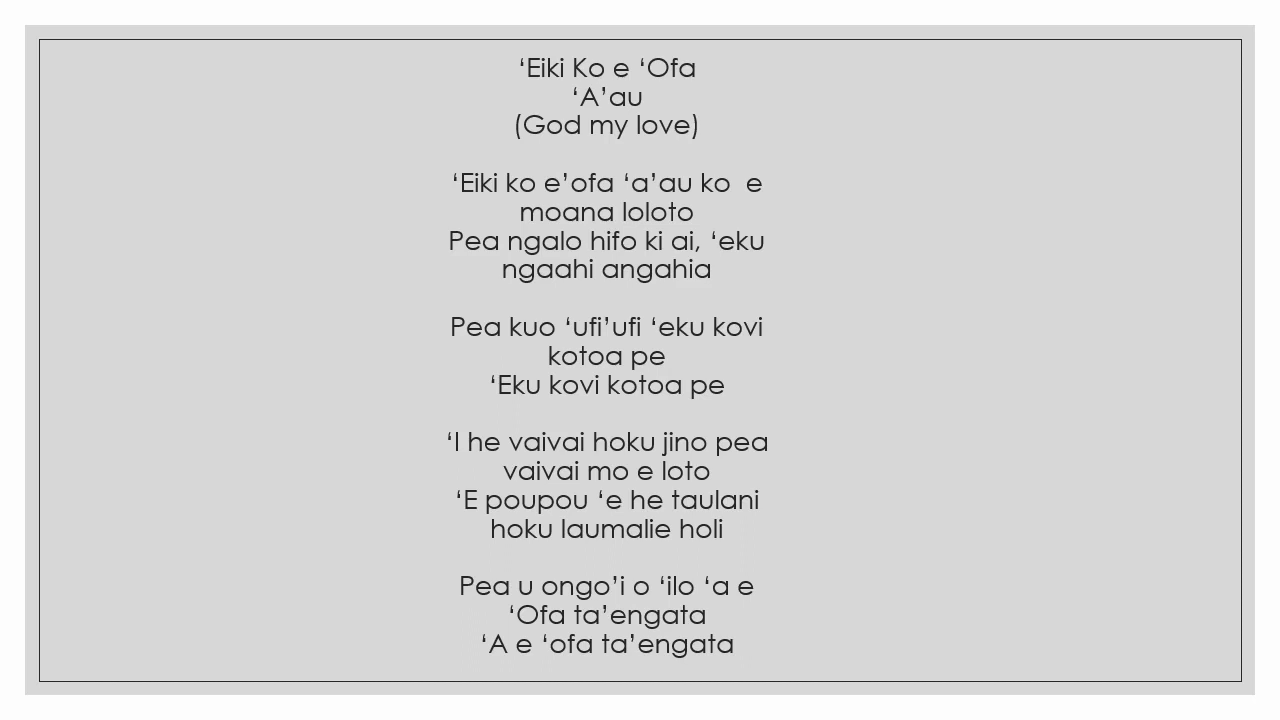 ‘Eiki Ko e ‘Ofa
‘A’au
(God my love)
‘Eiki ko e’ofa ‘a’au ko  e
moana loloto
Pea ngalo hifo ki ai, ‘eku
ngaahi angahia
Pea kuo ‘ufi’ufi ‘eku kovi
kotoa pe
‘Eku kovi kotoa pe
‘I he vaivai hoku jino pea
vaivai mo e loto
‘E poupou ‘e he taulani
hoku laumalie holi
Pea u ongo’i o ‘ilo ‘a e
‘Ofa ta’engata
‘A e ‘ofa ta’engata